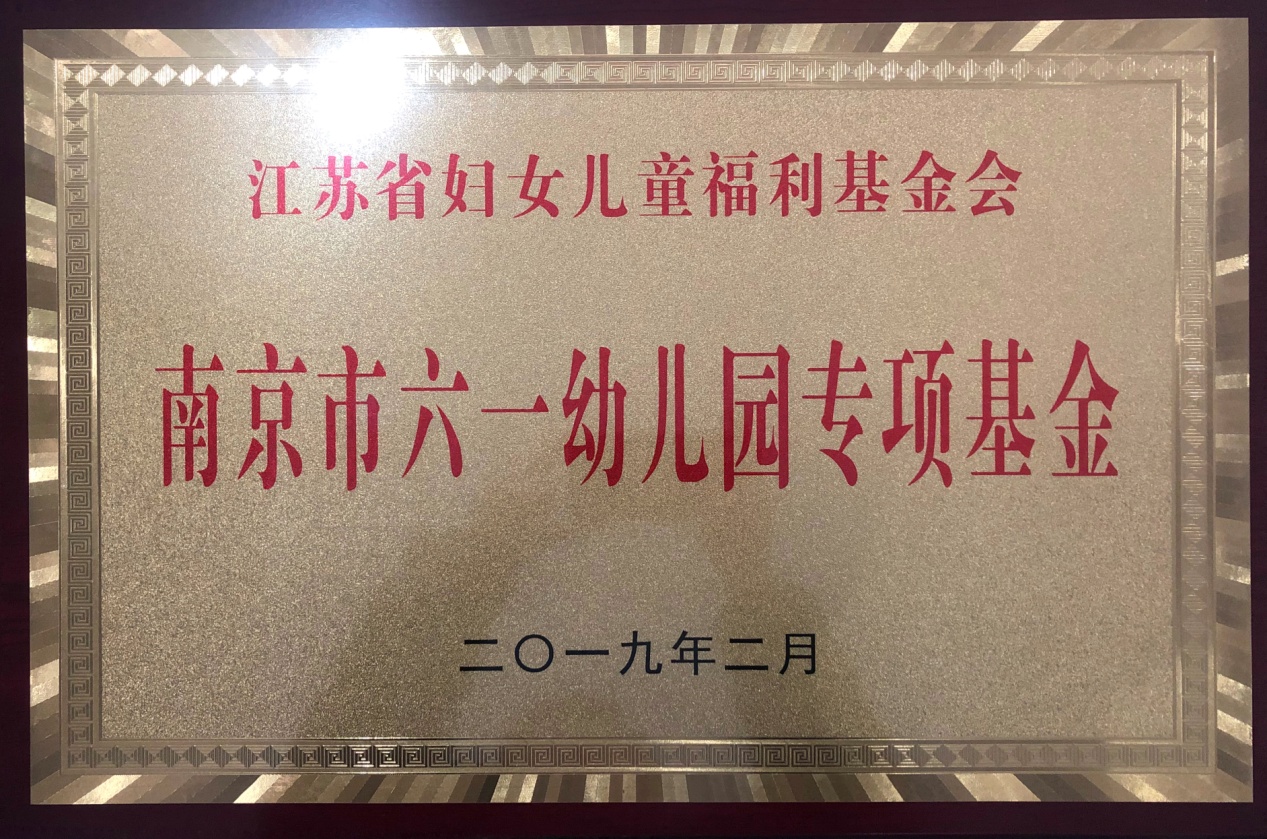 江苏省妇女儿童福利基金会
南京市六一幼儿园专项基金
二〇一九年二月